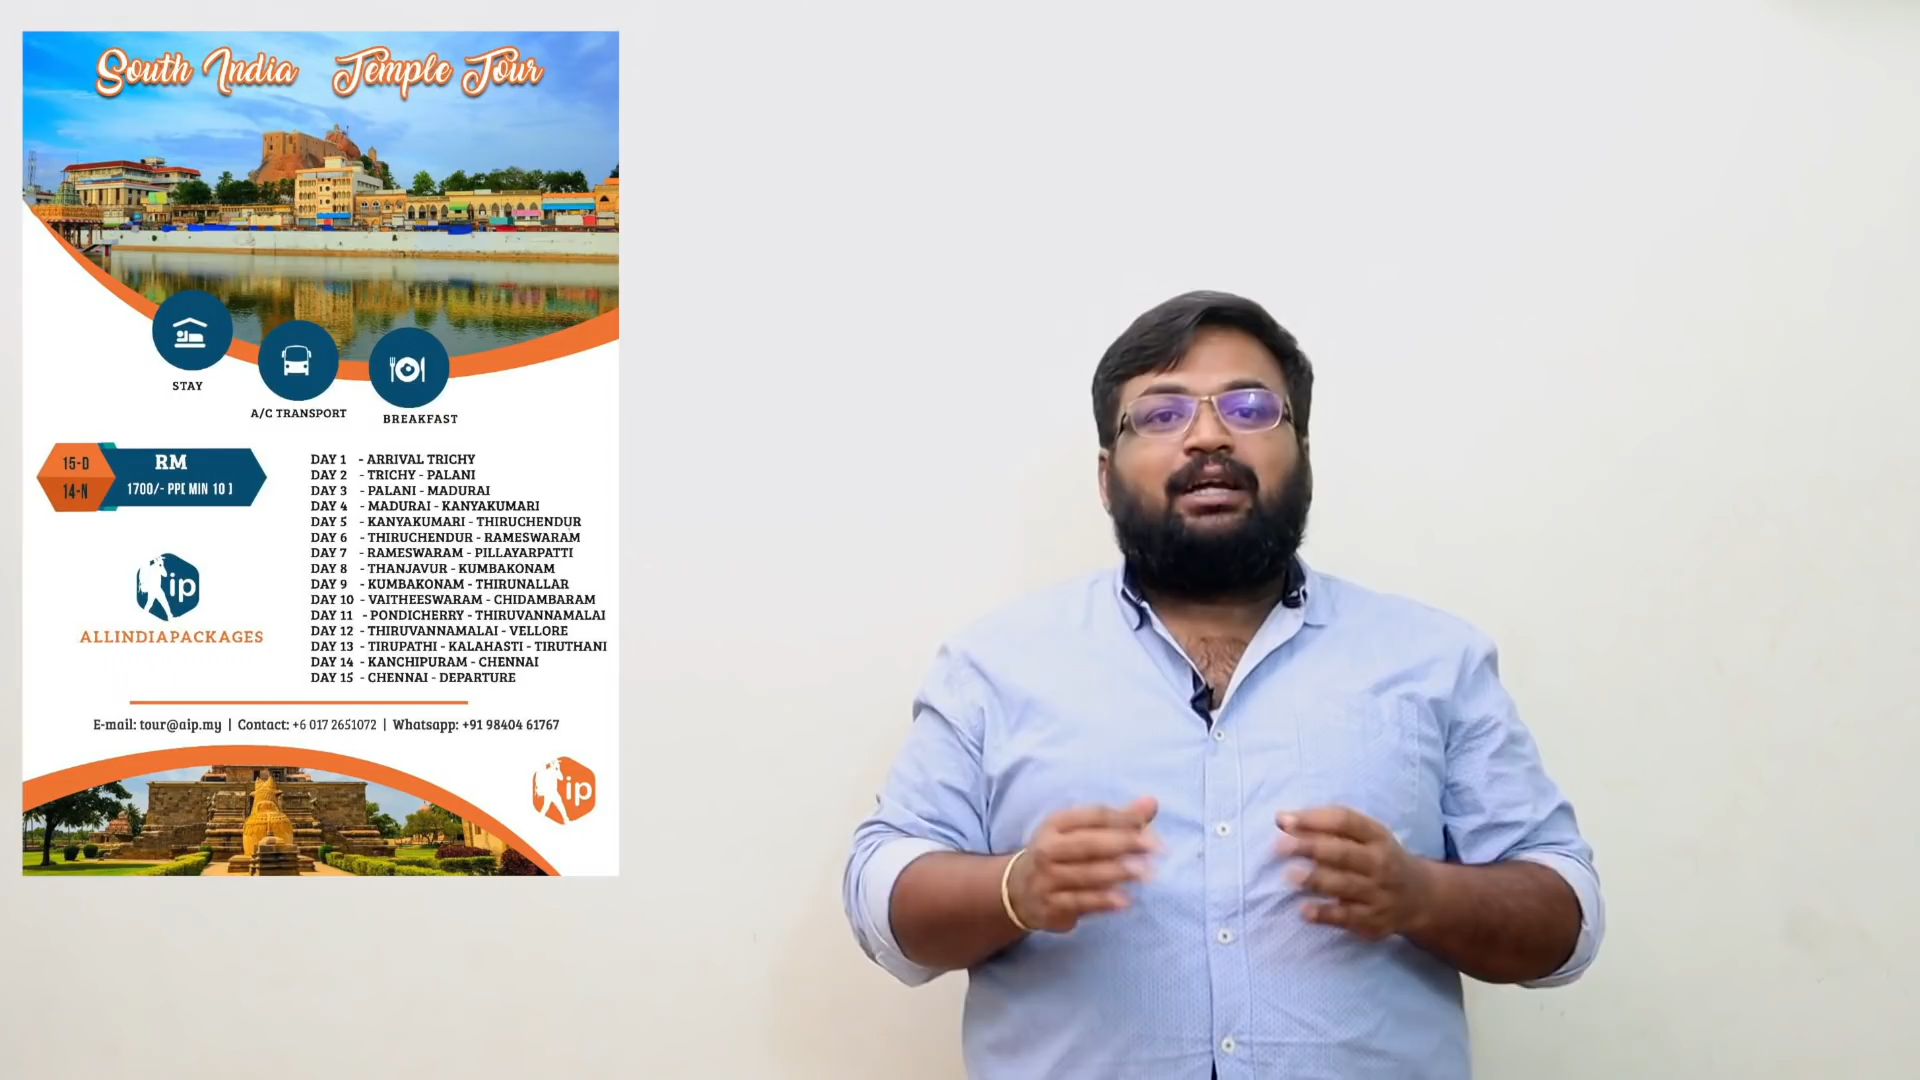 South India Temple Tour
STAY
A/C TRANSPORT
BREAKFAST
15-D
14-N
RM
1700/- PP[ MIN 10 ]
DAY 1 - ARRIVAL TRICHY
DAY 2 - TRICHY - PALANI
DAY 3 - PALANI - MADURAI
DAY 4 - MADURAI - KANYAKUMARI
DAY 5 - KANYAKUMARI - THIRUCHENDUR
DAY 6 - THIRUCHENDUR - RAMESWARAM
DAY 7 - RAMESWARAM - PILLAYARPATTI
DAY 8 - THANJAVUR - KUMBAKONAM
DAY 9 - KUMBAKONAM - THIRUNALLAR
DAY 10 - VAITHEESWARAM - CHIDAMBARAM
DAY 11 - PONDICHERRY - THIRUVANNAMALAI
DAY 12 - THIRUVANNAMALAI - VELLORE
DAY 13 - TIRUPATHI - KALAHASTI - TIRUTHANI
DAY 14 - KANCHIPURAM - CHENNAI
DAY 15 - CHENNAI - DEPARTURE
ip
ALLINDIAPACKAGES
E-mail: tour@aip.my | Contact: +6 017 2651072 | Whatsapp: +91 98404 61767
ip